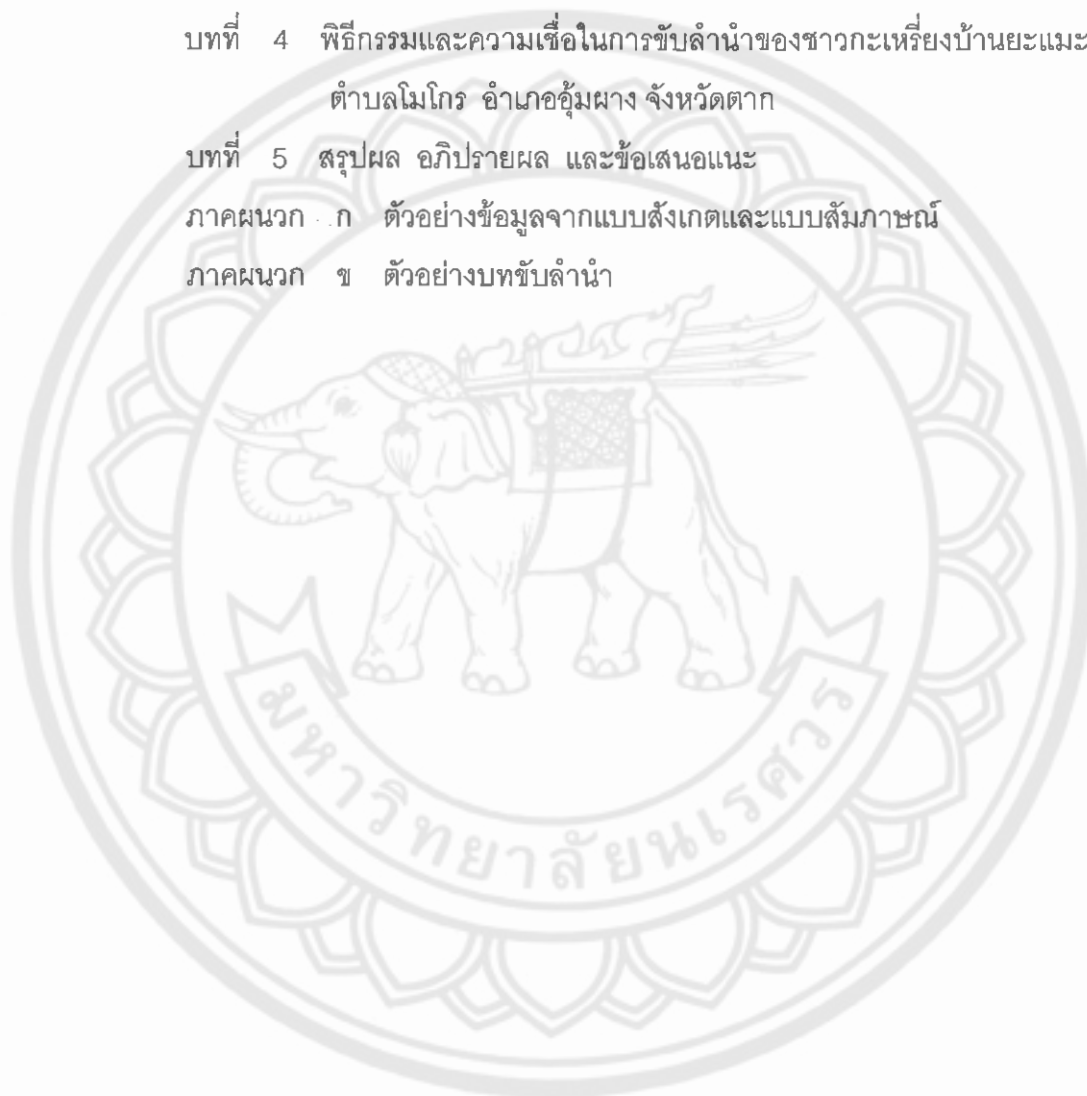 บทที่ 4 พิธีกรรมและความเชื่อในการขับลำนำของชาวกะเหรี่ยงบ้านยะแมะ
ตำบลโมโกร อำเภออุ้มผาง จังหวัดตาก
บทที่ 5 สรุปผล อภิปรายผล และข้อเสนอแนะ
ภาคผนวก ก ตัวอย่างข้อมูลจากแบบสังเกตและแบบสัมภาษณ์
ภาคผนวก ข ตัวอย่างบทขับลำนำ
มหาวิทยาลัยนเรศวร